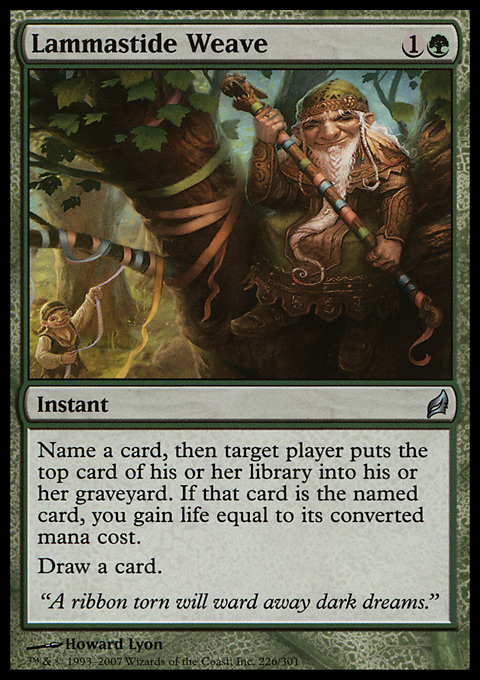 Lammastide Weave 1
Instant
Name a card, then target player puts the
top card of his or her library into his or
her graveyard. If that card is the named
card, you gain life equal to its converted
mana cost.
Draw a card.
“A ribbon torn will ward away dark dreams.”
Howard Lyon
™ & © 1993–2007 Wizards of the Coast, Inc. 226/301